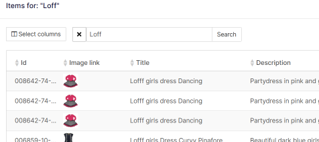 Items for: "Loff"
Select columns × Loff Search
Id Image link Title Description
008642-74-... Lofff girls dress Dancing Partydress in pink and
008642-74-... Lofff girls dress Dancing Partydress in pink and
008642-74-... Lofff girls dress Dancing Partydress in pink and
006859-10- Lofff girls Dress Curvy Pinafore Beautiful dark blue girls